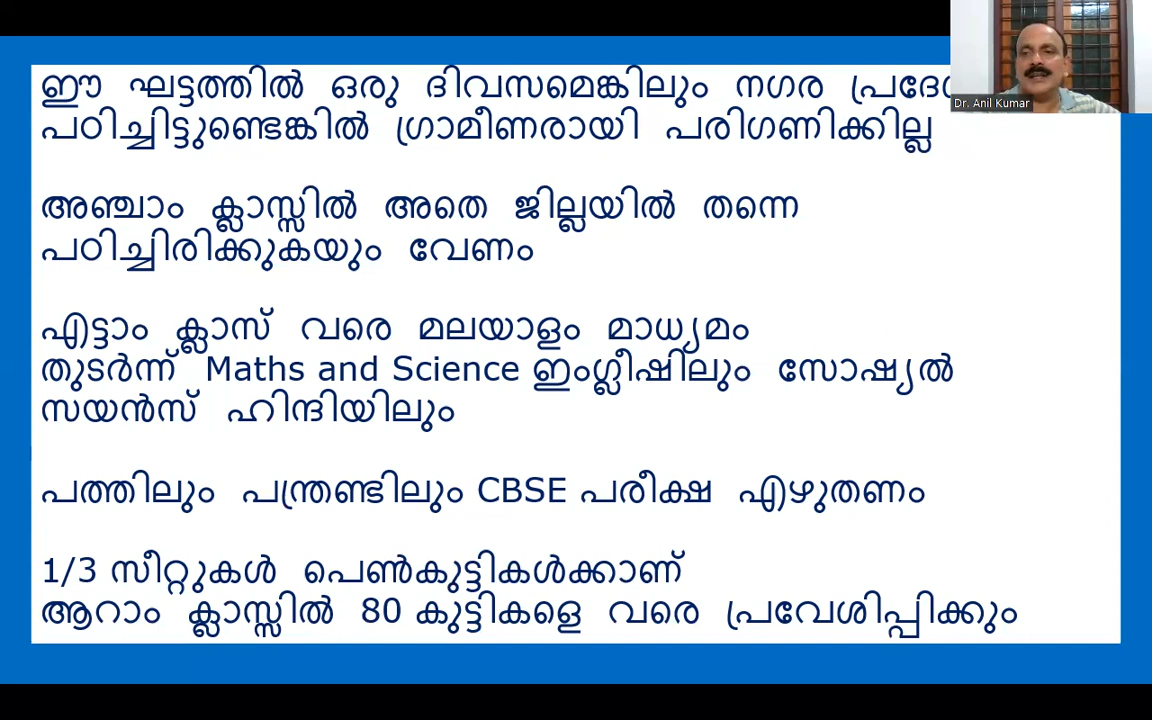 ഈ ഘട്ടത്തിൽ ഒരു ദിവസമെങ്കിലും നഗര
പഠിച്ചിട്ടുണ്ടെങ്കിൽ ഗ്രാമീണരായി പരിഗണിക്കില്ല
അഞ്ചാം ക്ലാസ്സിൽ അതെ ജില്ലയിൽ തന്നെ
പഠിച്ചിരിക്കുകയും വേണം
എട്ടാം ക്ലാസ് വരെ മലയാളം മാധ്യമം
തുടർന്ന് Maths and Science ഇംഗ്ലീഷിലും സോഷ്യൽ
സയൻസ് ഹിന്ദിയിലും
പത്തിലും പന്ത്രണ്ടിലും CBSE പരീക്ഷ എഴുതണം
1/3 സീറ്റുകൾ പെൺകുട്ടികൾക്കാണ്
ആറാം ക്ലാസ്സിൽ 80 കുട്ടികളെ വരെ പ്രവേശിപ്പിക്കും
Dr. Anil Kumar